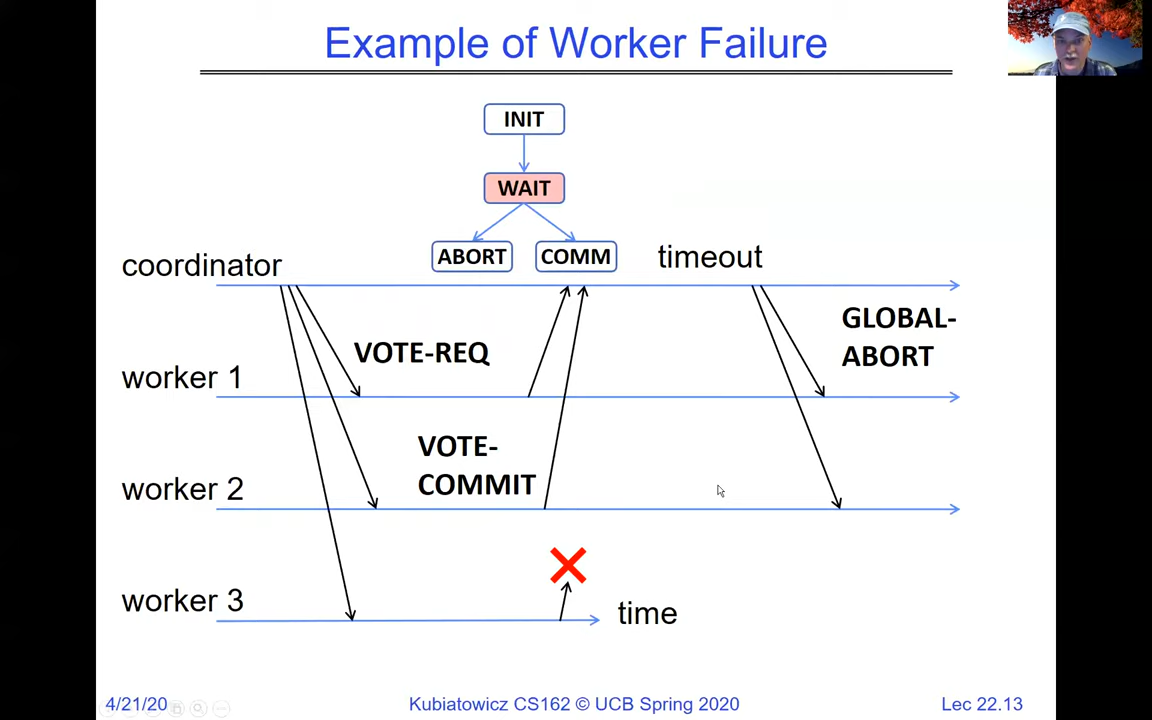 Example of Worker Failure
INIT
WAIT
ABORT
COMM
timeout
coordinator
GLOBAL-
ABORT
VOTE-REQ
worker 1
VOTE-
COMMIT
worker 2
worker 3
time
4/21/20
Kubiatowicz CS162 © UCB Spring 2020
Lec 22.13